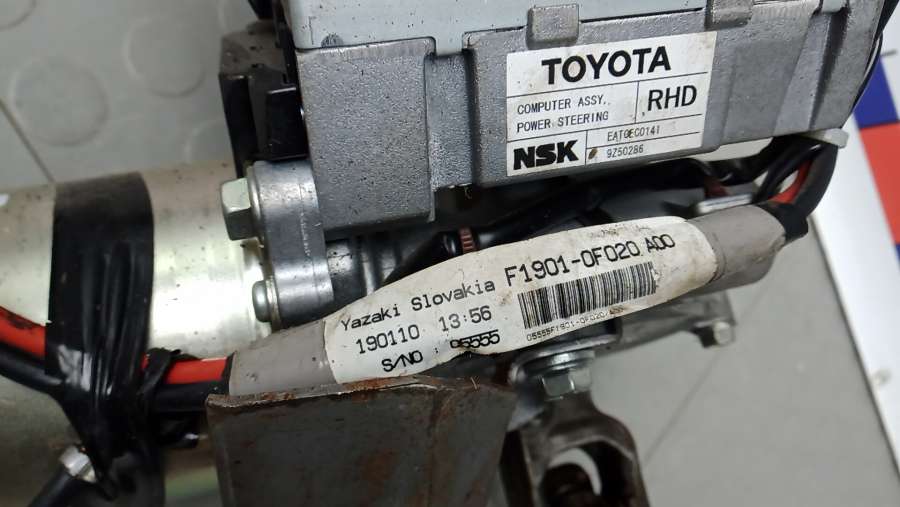 TOYOTA
COMPUTER ASSY.,
POWER STEERING
RHD
NSK
EAT0EC0141
9Z50286
F1901-0F020 A00
Yazaki Slovakia
190110 13:56
S/NO : 05555